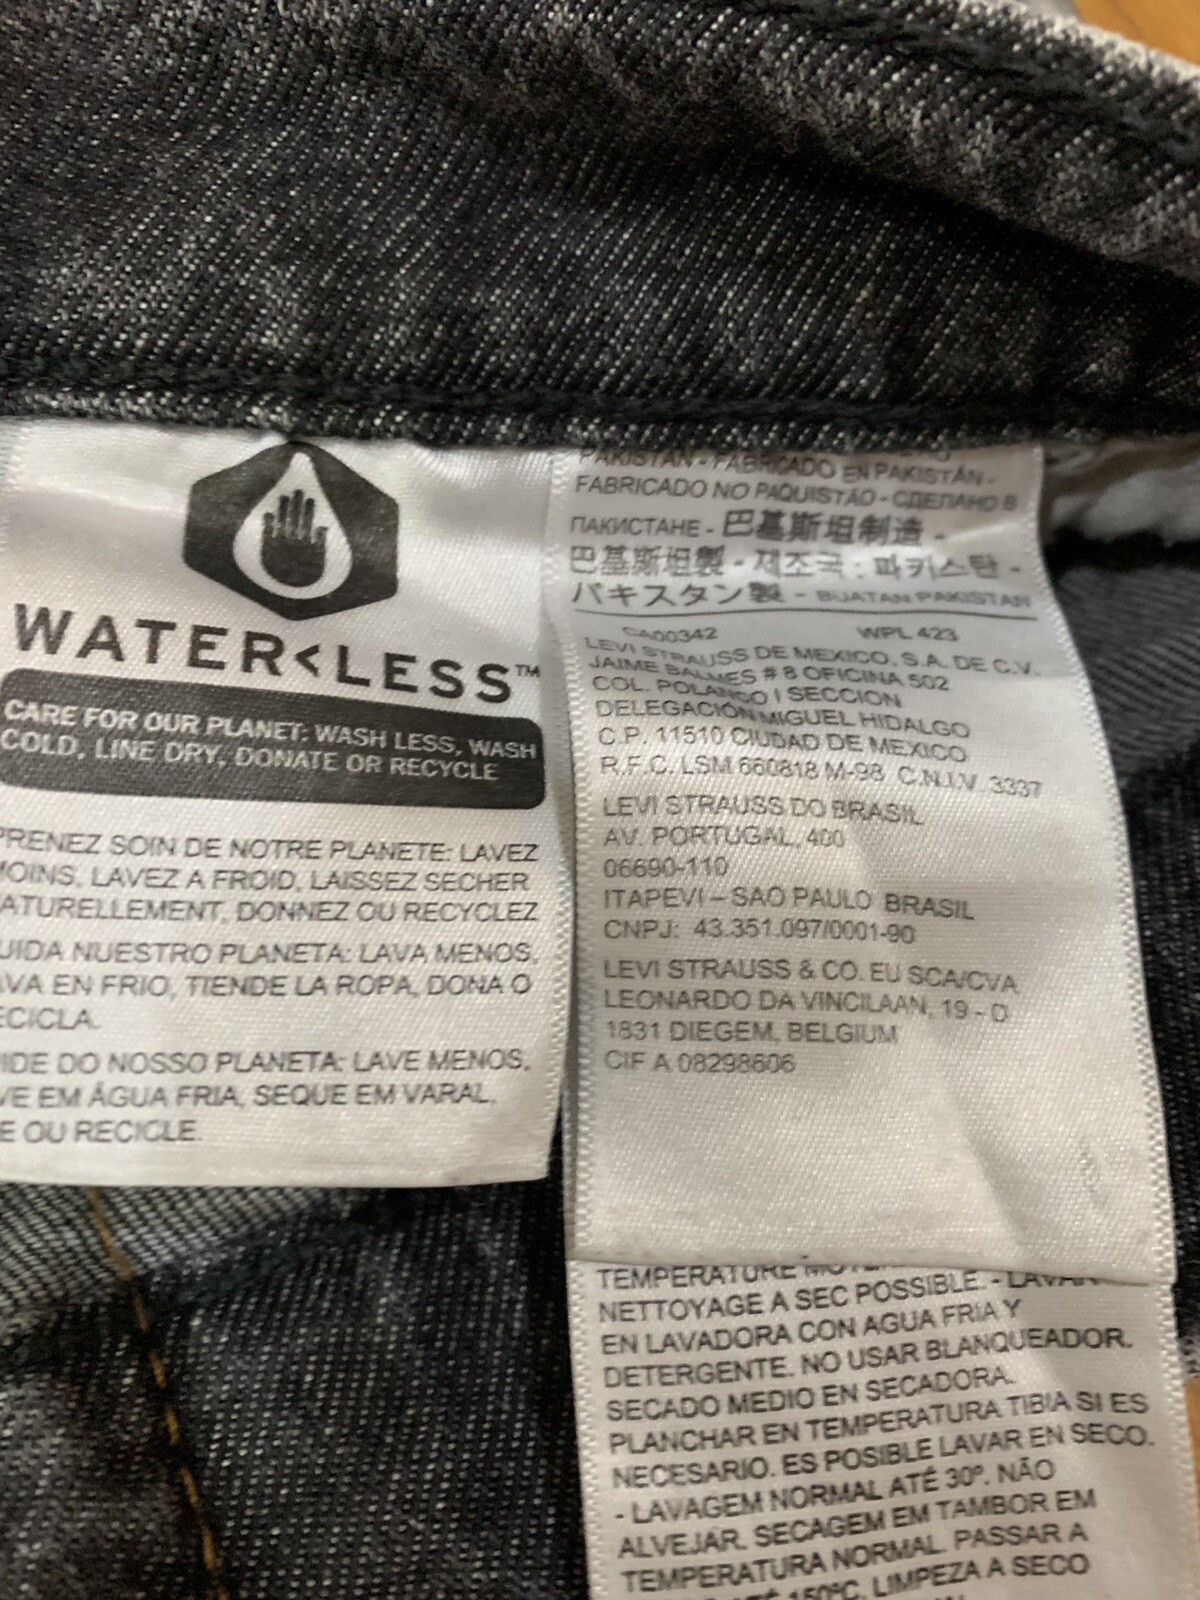 WATER<LESS™
CARE FOR OUR PLANET: WASH LESS, WASH
COLD, LINE DRY, DONATE OR RECYCLE
PRENEZ SOIN DE NOTRE PLANETE: LAVEZ
MOINS, LAVEZ A FROID, LAISSEZ SECHER
ATURELLEMENT, DONNEZ OU RECYCLEZ
UIDA NUESTRO PLANETA: LAVA MENOS,
AVA EN FRIO, TIENDE LA ROPA, DONA O
ECICLA.
IDE DO NOSSO PLANETA: LAVE MENOS,
VE EM ÁGUA FRIA, SEQUE EM VARAL,
E OU RECICLE.
PAKISTAN - FABRICADO EN PAKISTÁN -
FABRICADO NO PAQUISTÃO - СДЕЛАНО В
ПАКИСТАНЕ - 巴基斯坦制造 -
巴基斯坦製 - 제조국 : 파키스탄 -
パキスタン製 - BUATAN PAKISTAN
CA00342 WPL 423
LEVI STRAUSS DE MEXICO, S.A. DE C.V.
JAIME BALMES # 8 OFICINA 502
COL. POLANCO I SECCION
DELEGACIÓN MIGUEL HIDALGO
C.P. 11510 CIUDAD DE MEXICO
R.F.C. LSM 660818 M-98 C.N.I.V. 3337
LEVI STRAUSS DO BRASIL
AV. PORTUGAL, 400
06690-110
ITAPEVI – SAO PAULO BRASIL
CNPJ: 43.351.097/0001-90
LEVI STRAUSS & CO. EU SCA/CVA
LEONARDO DA VINCILAAN, 19 - D
1831 DIEGEM, BELGIUM
CIF A 08298606
TEMPERATURE
NETTOYAGE A SEC POSSIBLE. - LAVAR
EN LAVADORA CON AGUA FRIA Y
DETERGENTE. NO USAR BLANQUEADOR.
SECADO MEDIO EN SECADORA.
PLANCHAR EN TEMPERATURA TIBIA SI ES
NECESARIO. ES POSIBLE LAVAR EN SECO.
- LAVAGEM NORMAL ATÉ 30º. NÃO
ALVEJAR. SECAGEM EM TAMBOR EM
TEMPERATURA NORMAL. PASSAR A
150ºC. LIMPEZA A SECO